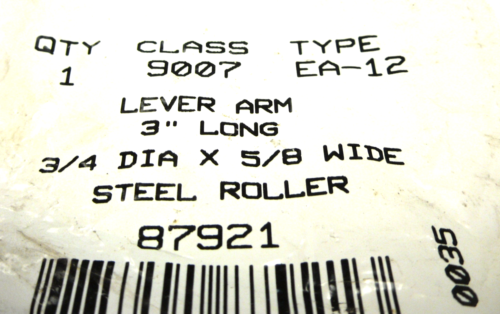 QTY CLASS TYPE
1 9007 EA-12
LEVER ARM
3" LONG
3/4 DIA X 5/8 WIDE
STEEL ROLLER
87921
0035